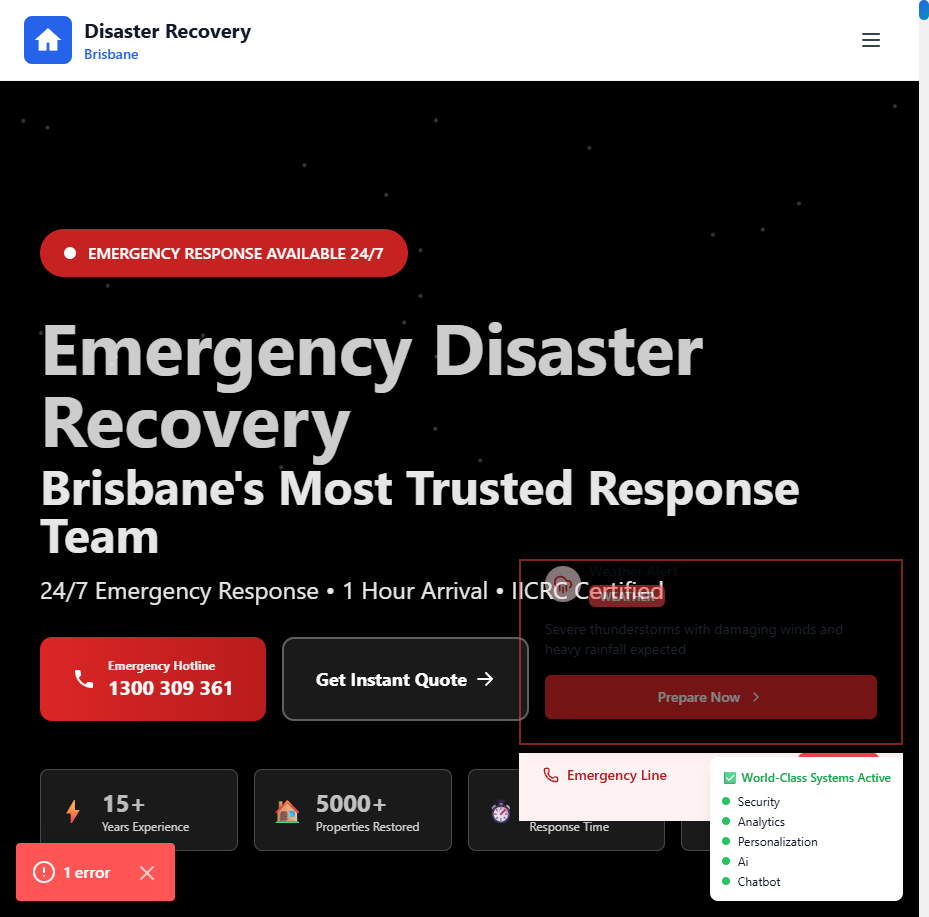 Disaster Recovery
Brisbane
EMERGENCY RESPONSE AVAILABLE 24/7
Emergency Disaster
Recovery
Brisbane's Most Trusted Response
Team
24/7 Emergency Response • 1 Hour Arrival • IICRC Certified
Weather Alert
WEATHER
Severe thunderstorms with damaging winds and
heavy rainfall expected
Prepare Now
Emergency Hotline
1300 309 361
Get Instant Quote
Emergency Line
15+
Years Experience
5000+
Properties Restored
Response Time
✅ World-Class Systems Active
Security
Analytics
Personalization
Ai
Chatbot
1 error